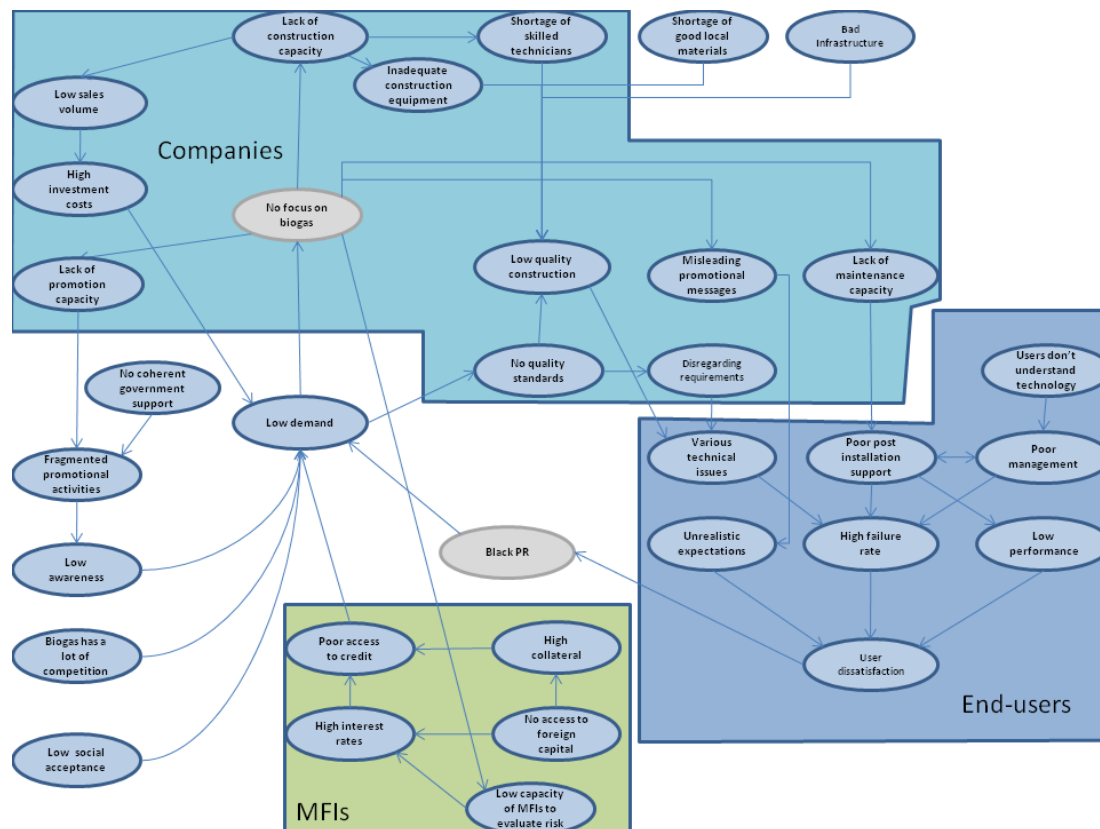 Lack of
construction
capacity
Shortage of
skilled
technicians
Shortage of
good local
materials
Bad
Infrastructure
Inadequate
construction
equipment
Low sales
volume
Companies
High
investment
costs
No focus on
biogas
Lack of
promotion
capacity
Low quality
construction
Misleading
promotional
messages
Lack of
maintenance
capacity
No quality
standards
Disregarding
requirements
Users don't
understand
technology
No coherent
government
support
Low demand
Fragmented
promotional
activities
Various
technical
issues
Poor post
installation
support
Poor
management
Low
awareness
Black PR
Unrealistic
expectations
High failure
rate
Low
performance
Biogas has a
lot of
competition
Poor access
to credit
High
collateral
User
dissatisfaction
End-users
Low social
acceptance
High interest
rates
No access to
foreign
capital
Low capacity
of MFIs to
evaluate risk
MFIs